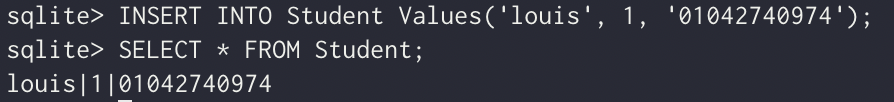 sqlite> INSERT INTO Student Values('louis', 1, '01042740974');
sqlite> SELECT * FROM Student;
louis|1|01042740974